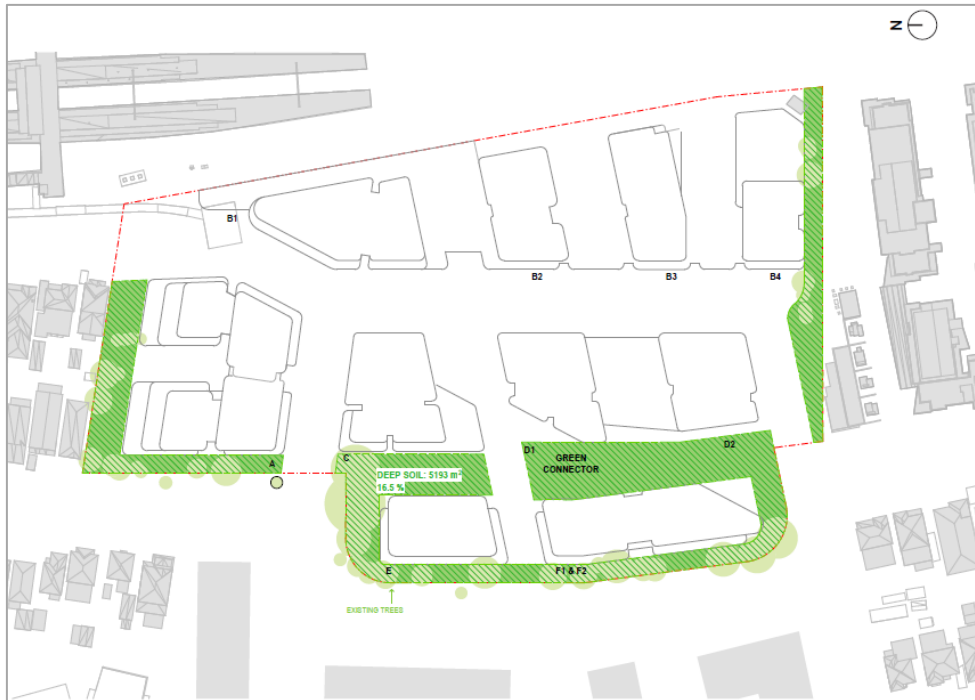 N
B1
B2
B3
B4
A
C
D1
D2
GREEN
CONNECTOR
DEEP SOIL: 5193 m²
16.5 %
E
F1 & F2
EXISTING TREES